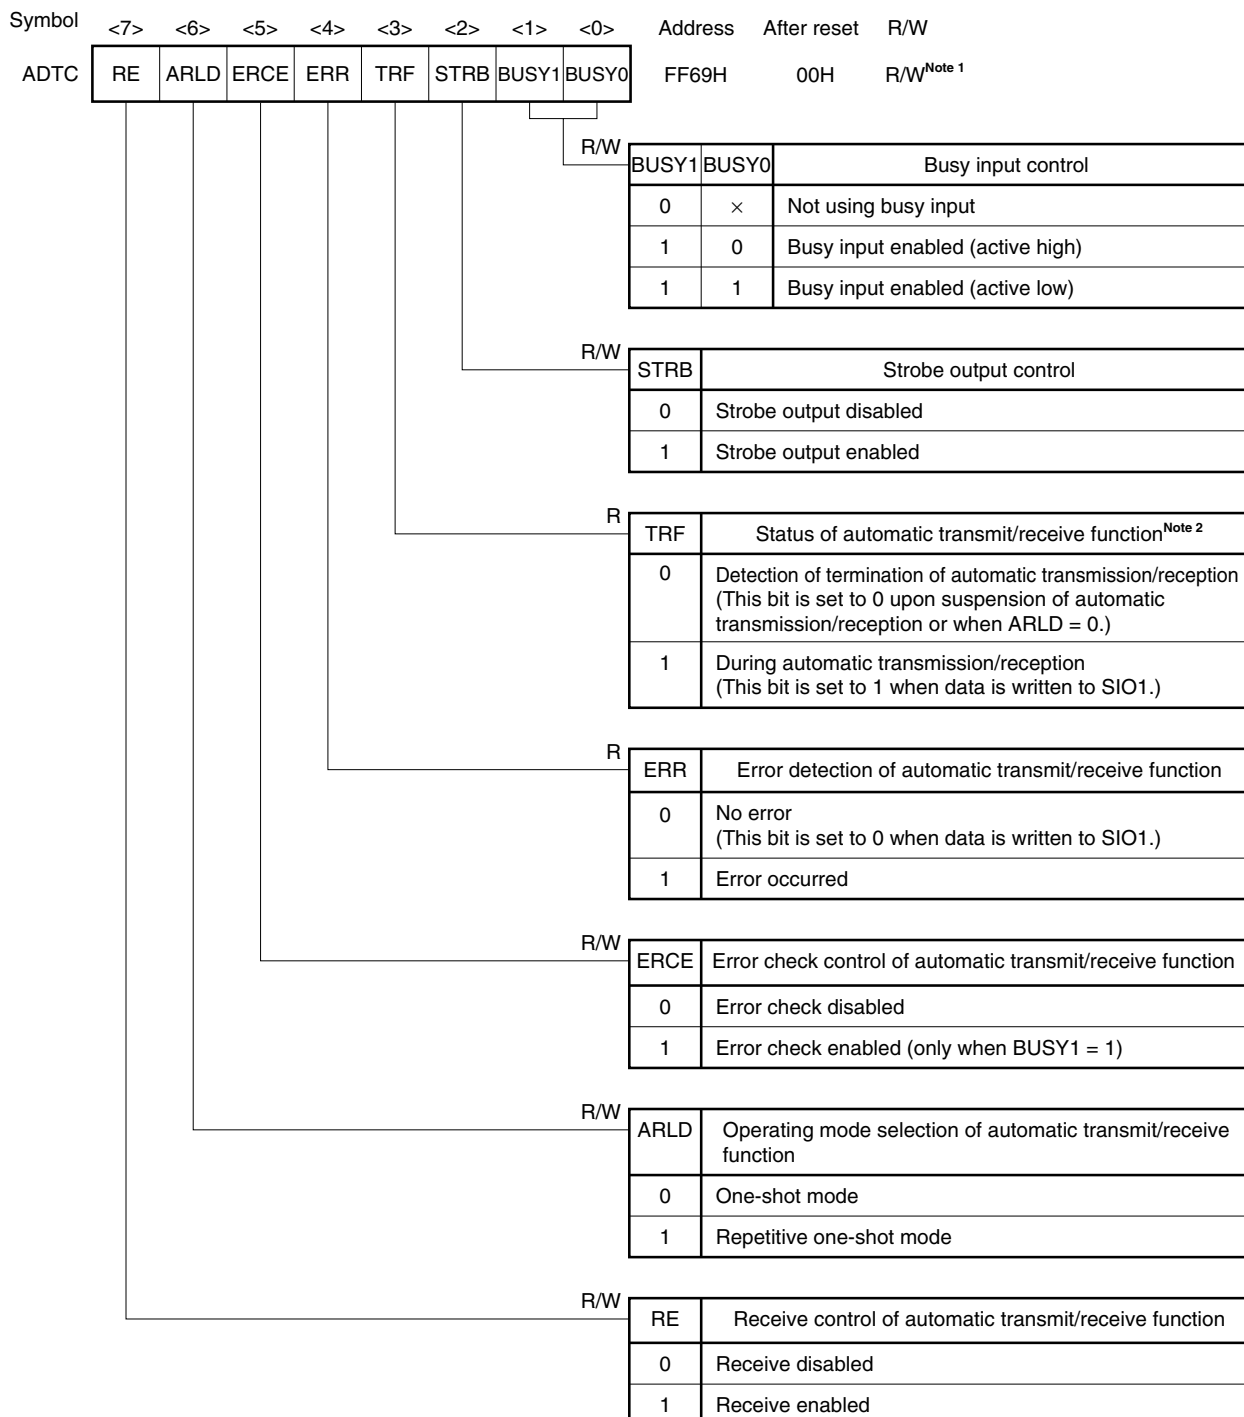 Symbol <7> <6> <5> <4> <3> <2> <1> <0> Address After reset R/W
ADTC RE ARLD ERCE ERR TRF STRB BUSY1 BUSY0 FF69H 00H R/W Note 1
R/W
BUSY1 BUSY0 Busy input control
0 × Not using busy input
1 0 Busy input enabled (active high)
1 1 Busy input enabled (active low)
R/W
STRB Strobe output control
0 Strobe output disabled
1 Strobe output enabled
R
TRF Status of automatic transmit/receive function Note 2
0 Detection of termination of automatic transmission/reception
(This bit is set to 0 upon suspension of automatic
transmission/reception or when ARLD = 0.)
1 During automatic transmission/reception
(This bit is set to 1 when data is written to SIO1.)
R
ERR Error detection of automatic transmit/receive function
0 No error
(This bit is set to 0 when data is written to SIO1.)
1 Error occurred
R/W
ERCE Error check control of automatic transmit/receive function
0 Error check disabled
1 Error check enabled (only when BUSY1 = 1)
R/W
ARLD Operating mode selection of automatic transmit/receive
function
0 One-shot mode
1 Repetitive one-shot mode
R/W
RE Receive control of automatic transmit/receive function
0 Receive disabled
1 Receive enabled